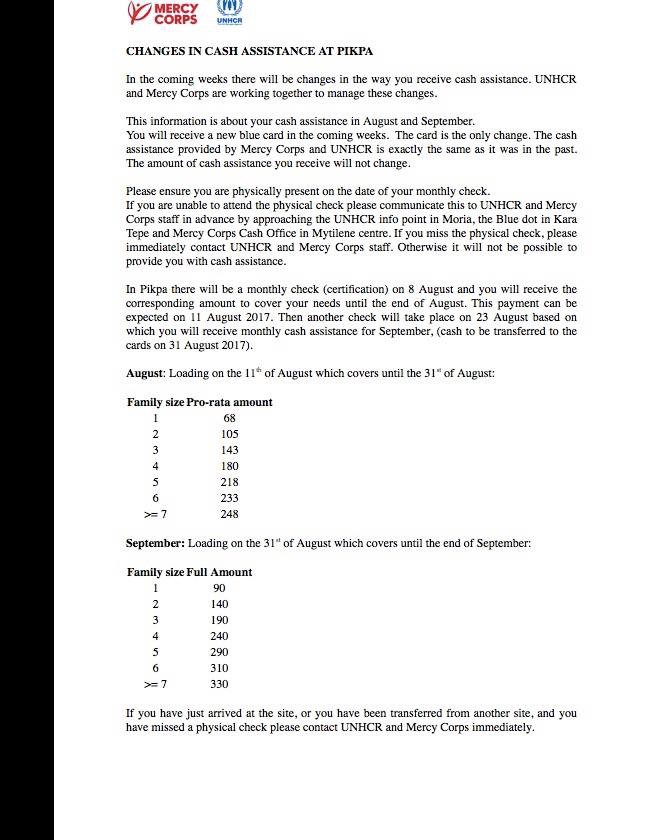 MERCY
CORPS
UNHCR
CHANGES IN CASH ASSISTANCE AT PIKPA
In the coming weeks there will be changes in the way you receive cash assistance. UNHCR
and Mercy Corps are working together to manage these changes.
This information is about your cash assistance in August and September.
You will receive a new blue card in the coming weeks. The card is the only change. The cash
assistance provided by Mercy Corps and UNHCR is exactly the same as it was in the past.
The amount of cash assistance you receive will not change.
Please ensure you are physically present on the date of your monthly check.
If you are unable to attend the physical check please communicate this to UNHCR and Mercy
Corps staff in advance by approaching the UNHCR info point in Moria, the Blue dot in Kara
Tepe and Mercy Corps Cash Office in Mytilene centre. If you miss the physical check, please
immediately contact UNHCR and Mercy Corps staff. Otherwise it will not be possible to
provide you with cash assistance.
In Pikpa there will be a monthly check (certification) on 8 August and you will receive the
corresponding amount to cover your needs until the end of August. This payment can be
expected on 11 August 2017. Then another check will take place on 23 August based on
which you will receive monthly cash assistance for September, (cash to be transferred to the
cards on 31 August 2017).
August: Loading on the 11th of August which covers until the 31st of August:
Family size Pro-rata amount
1 68
2 105
3 143
4 180
5 218
6 233
>= 7 248
September: Loading on the 31st of August which covers until the end of September:
Family size Full Amount
1 90
2 140
3 190
4 240
5 290
6 310
>= 7 330
If you have just arrived at the site, or you have been transferred from another site, and you
have missed a physical check please contact UNHCR and Mercy Corps immediately.